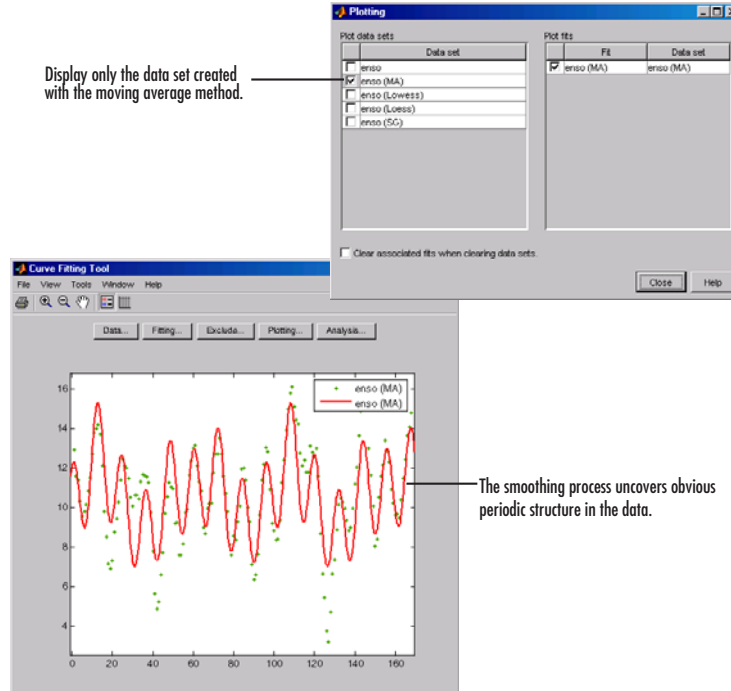 Plotting
Plot data sets
Plot fits
Data set
Fit
Data set
enso
enso (MA)
enso (Lowess)
enso (Loess)
enso (SG)
enso (MA)
enso (MA)
Clear associated fits when clearing data sets.
Close
Help
Display only the data set created
with the moving average method.
Curve Fitting Tool
File View Tools Window Help
Data...
Fitting...
Exclude...
Plotting...
Analysis...
enso (MA)
enso (MA)
16
14
12
10
8
6
4
0 20 40 60 80 100 120 140 160
The smoothing process uncovers obvious
periodic structure in the data.